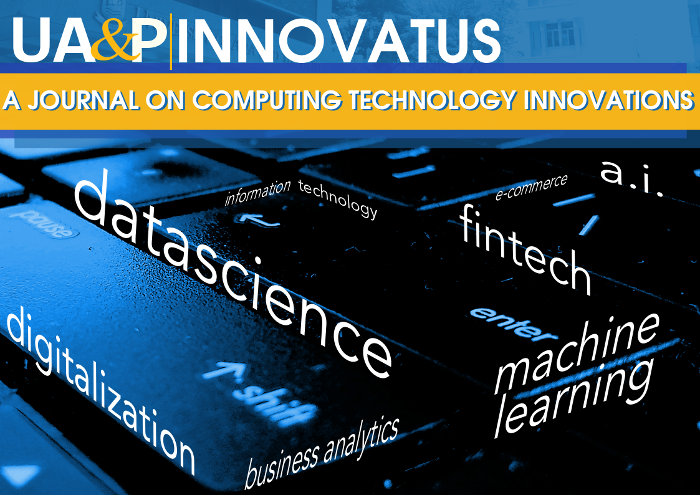 UA&P|INNOVATUS
A JOURNAL ON COMPUTING TECHNOLOGY INNOVATIONS
a.i.
information technology
e-commerce
datascience
fintech
pause
enter
machine
learning
digitalization
shift
business analytics